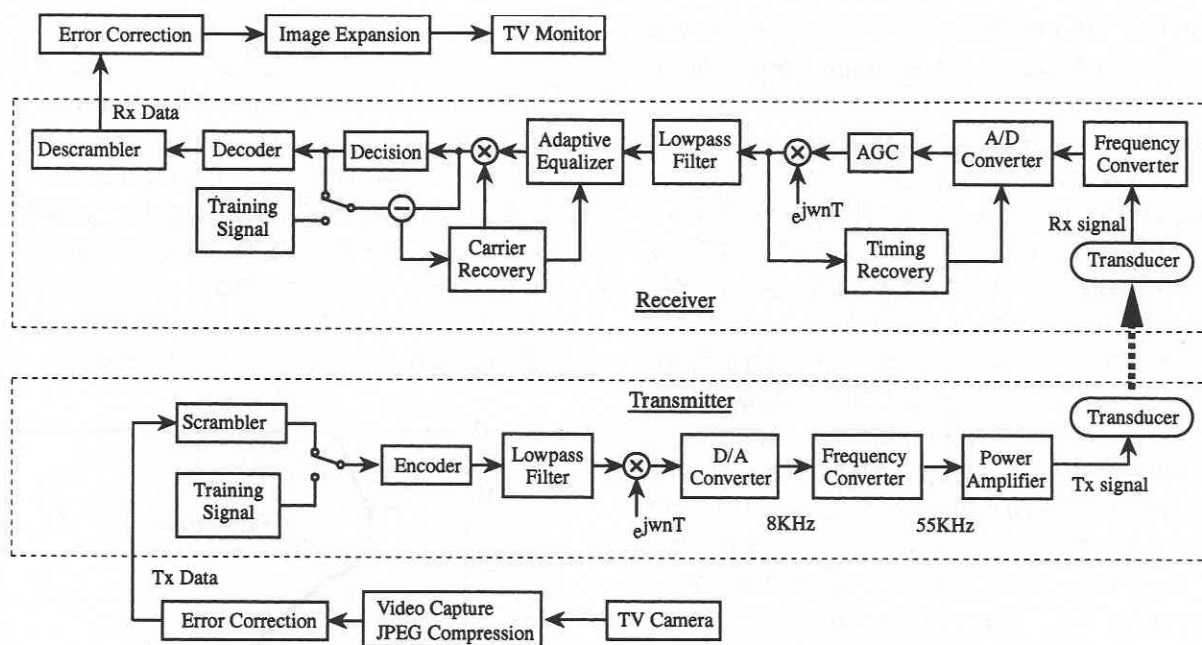 Error Correction
Image Expansion
TV Monitor
Rx Data
Descrambler
Decoder
Decision
Adaptive
Equalizer
Lowpass
Filter
AGC
A/D
Converter
Frequency
Converter
Training
Signal
ejwnT
Carrier
Recovery
Timing
Recovery
Rx signal
Transducer
Receiver
Transmitter
Transducer
Scrambler
Training
Signal
Encoder
Lowpass
Filter
ejwnT
D/A
Converter
8KHz
Frequency
Converter
55KHz
Power
Amplifier
Tx signal
Tx Data
Error Correction
Video Capture
JPEG Compression
TV Camera